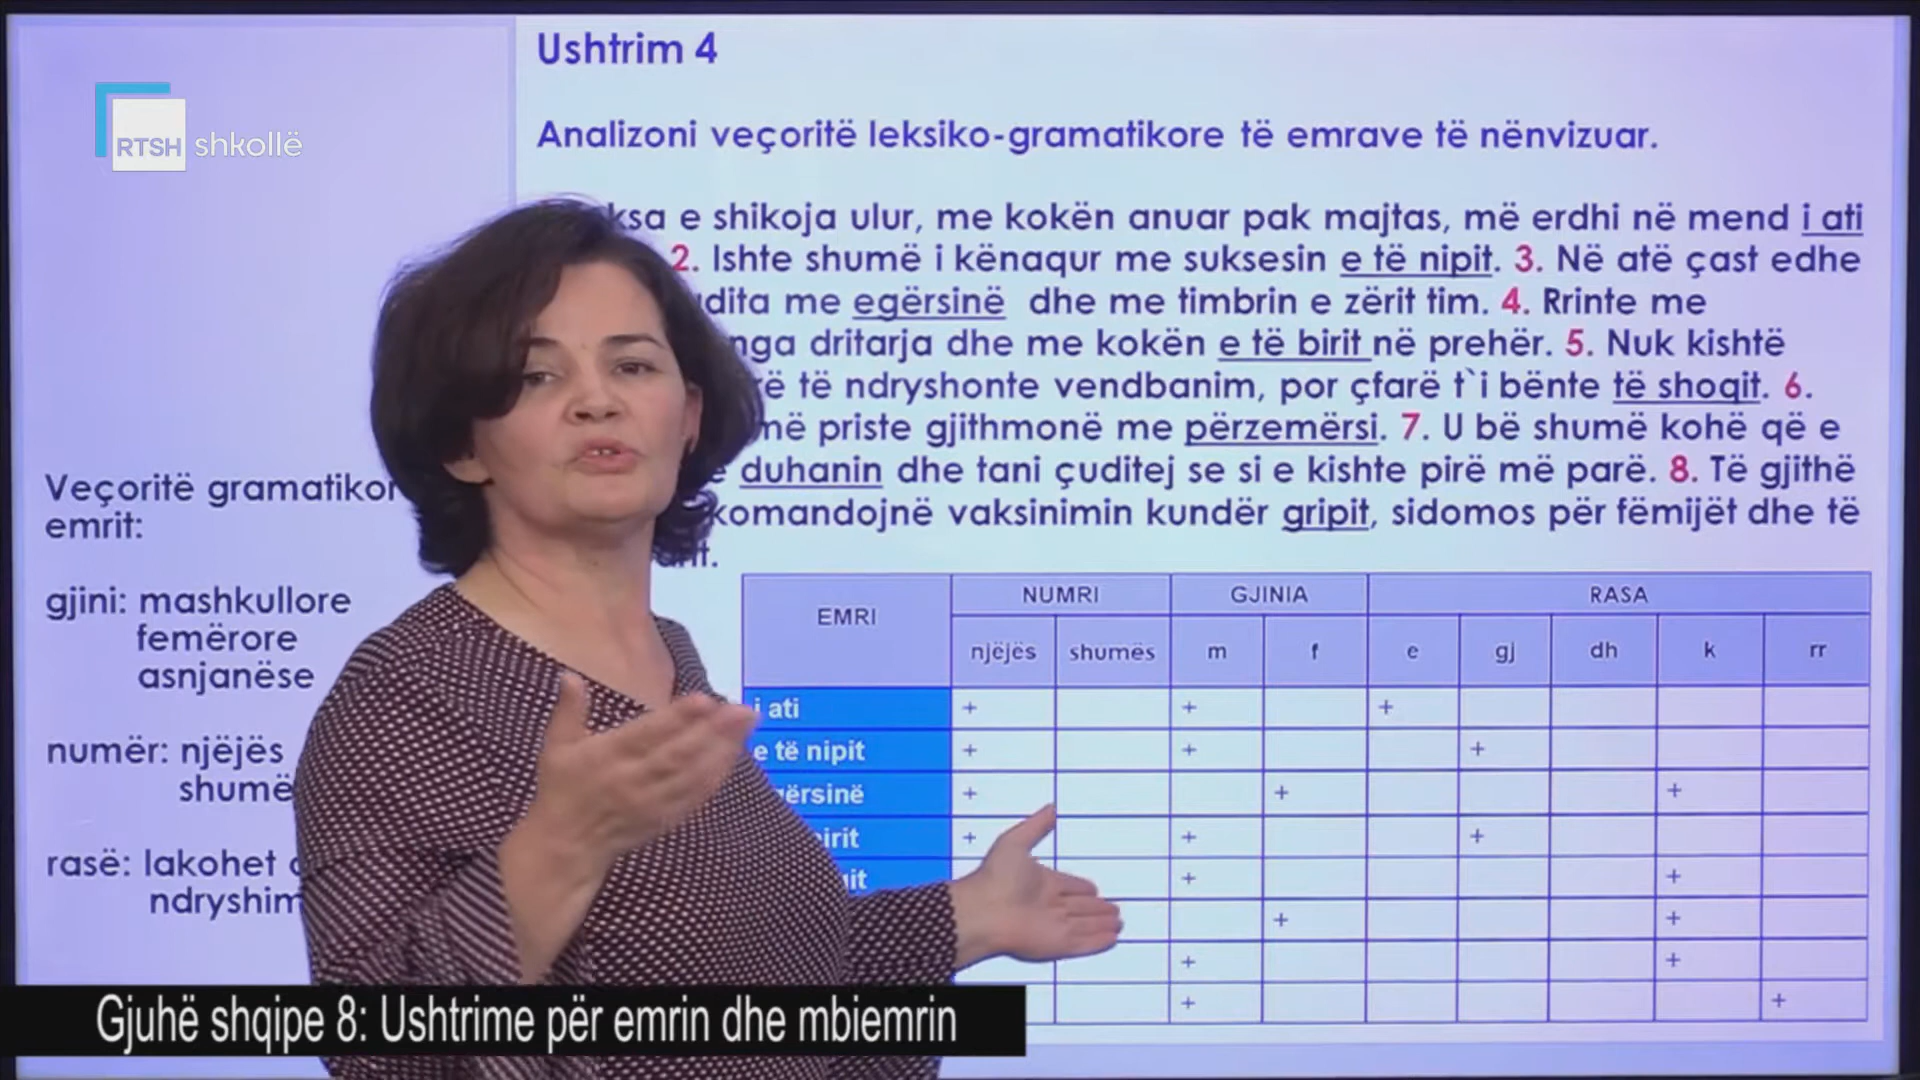 Ushtrim 4
RTSH shkollë
Analizoni veçoritë leksiko-gramatikore të emrave të nënvizuar.
e shikoja ulur, me kokën anuar pak majtas, më erdhi në mend i ati
2. Ishte shumë i kënaqur me suksesin e të nipit. 3. Në atë çast edhe
me egërsinë dhe me timbrin e zërit tim. 4. Rrinte me
nga dritarja dhe me kokën e të birit në prehër. 5. Nuk kishte
të ndryshonte vendbanim, por çfarë t`i bënte të shoqit. 6.
më priste gjithmonë me përzemërsi. 7. U bë shumë kohë që e
duhanin dhe tani çuditej se si e kishte pirë më parë. 8. Të gjithë
vaksinimin kundër gripit, sidomos për fëmijët dhe të
Veçoritë gramatikor
emrit:
gjini: mashkullore
femërore
asnjanëse
numër: njëjës
shumë
rasë: lakohet
ndryshim
EMRI NUMRI GJINIA RASA
njëjës shumës m f e gj dh k rr
i ati + + +
e të nipit + + +
ërsinë + + +
irit + + +
it + +
+ +
+ +
+ +
Gjuhë shqipe 8: Ushtrime për emrin dhe mbiemrin